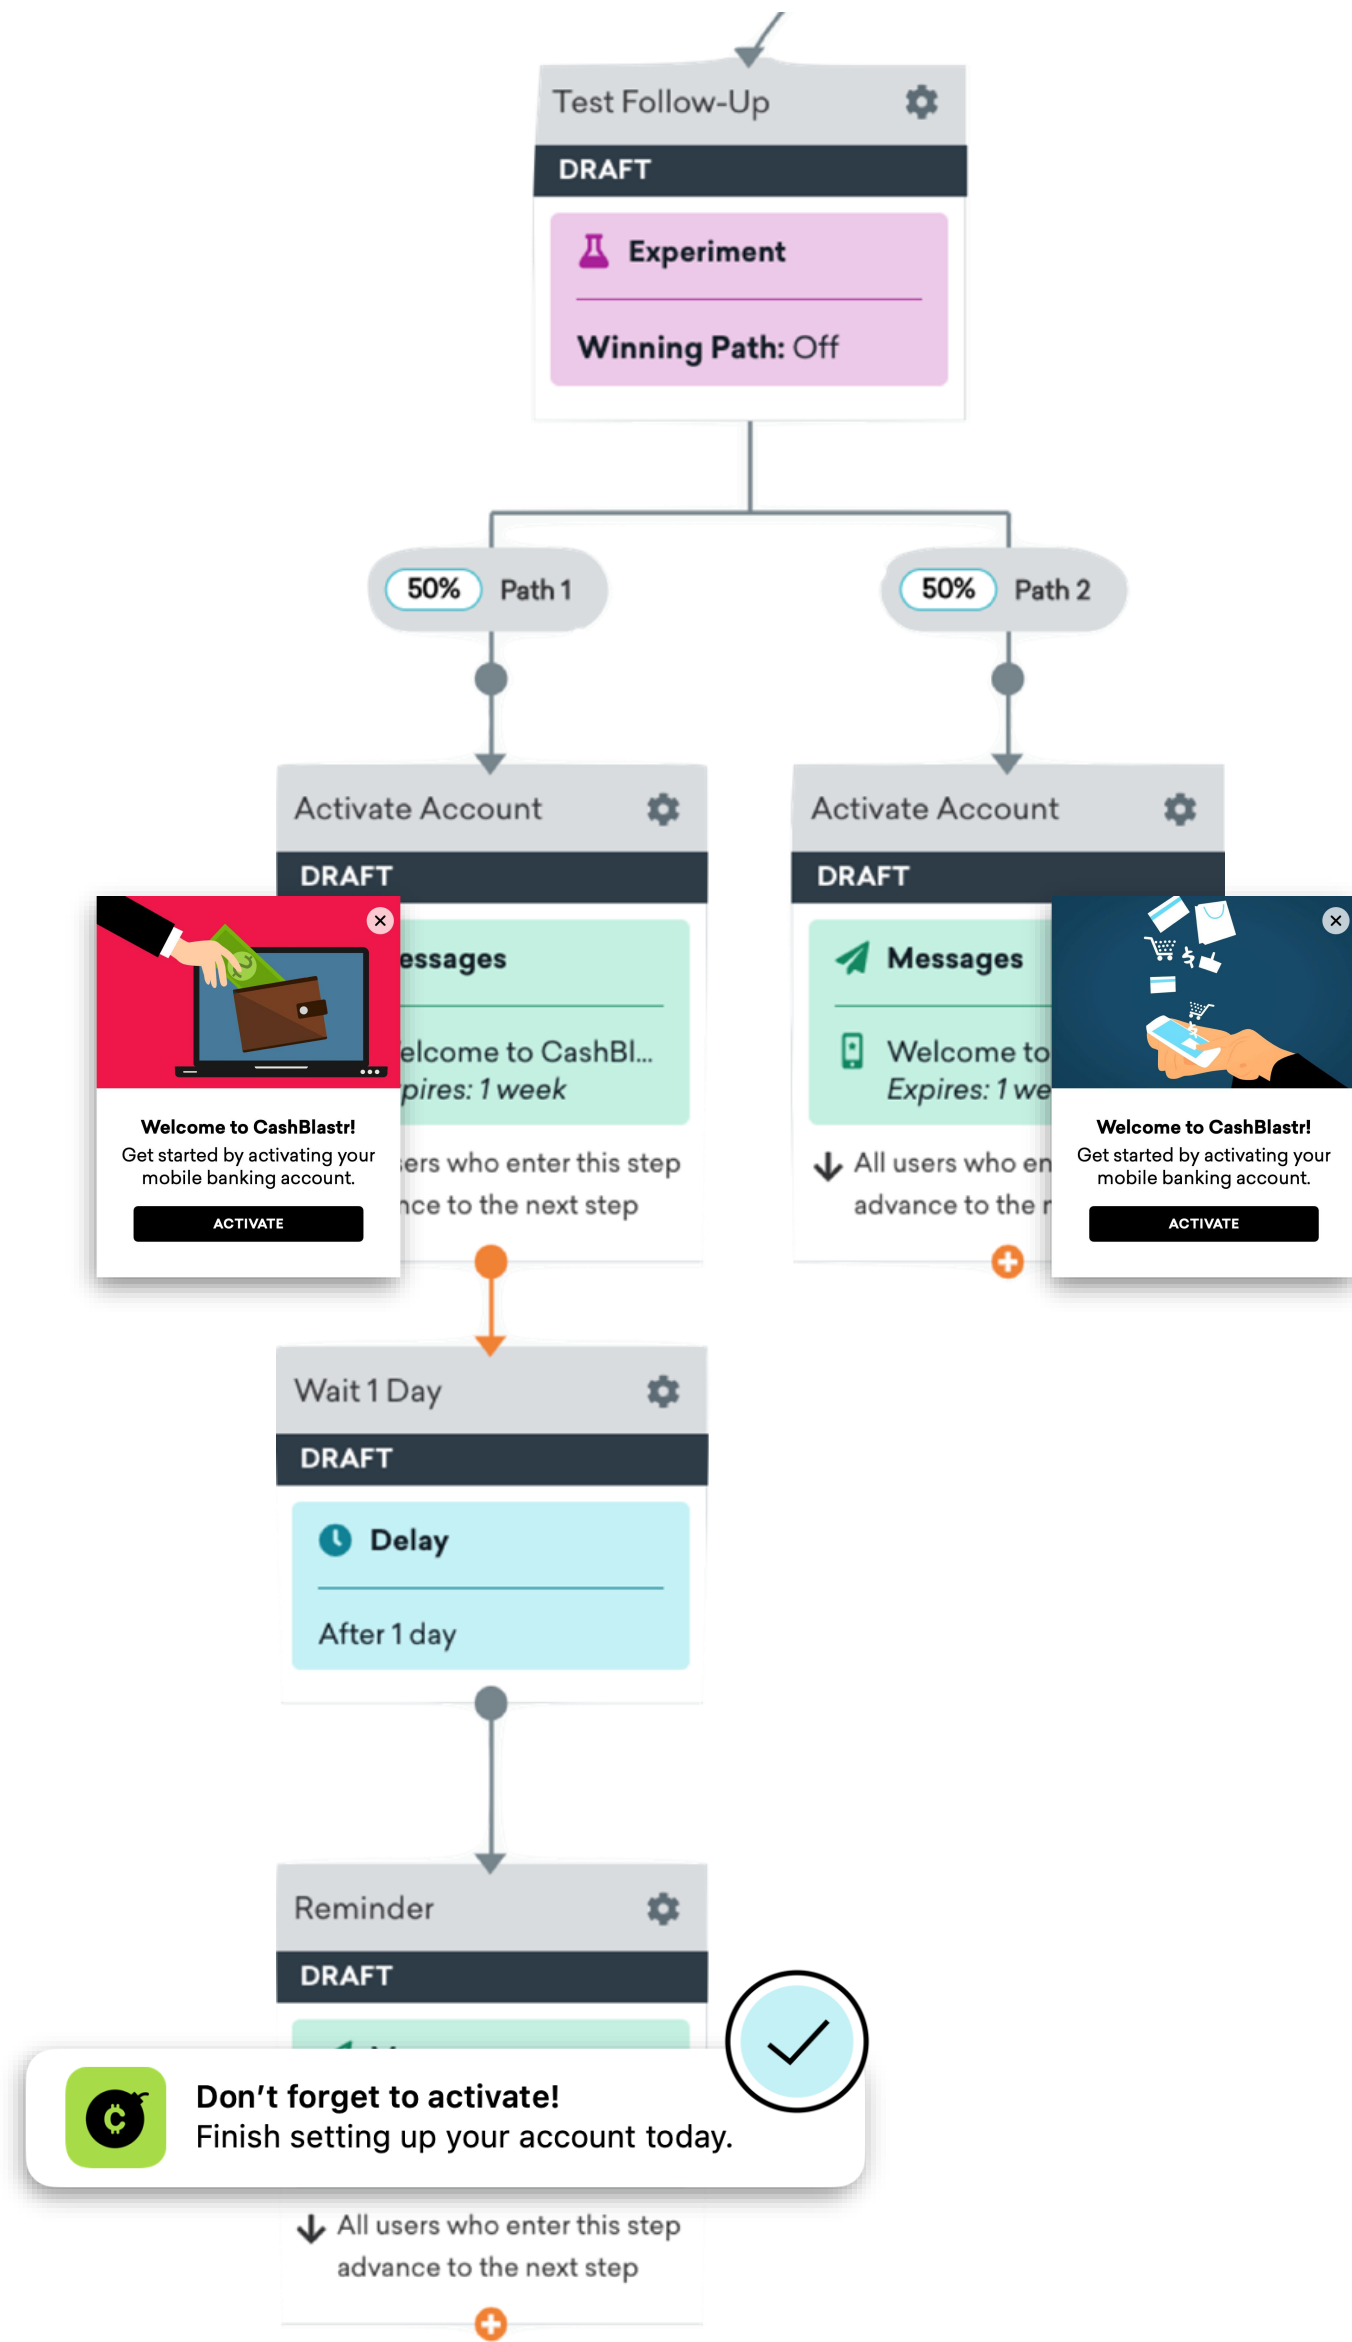 Test Follow-Up
DRAFT
Experiment
Winning Path: Off
50% Path 1
50% Path 2
Activate Account
DRAFT
essages
elcome to CashBl...
pires: 1 week
ers who enter this step
nce to the next step
Welcome to CashBlastr!
Get started by activating your
mobile banking account.
ACTIVATE
Activate Account
DRAFT
Messages
Welcome to
Expires: 1 we
All users who en
advance to the r
Welcome to CashBlastr!
Get started by activating your
mobile banking account.
ACTIVATE
Wait 1 Day
DRAFT
Delay
After 1 day
Reminder
DRAFT
Don't forget to activate!
Finish setting up your account today.
All users who enter this step
advance to the next step